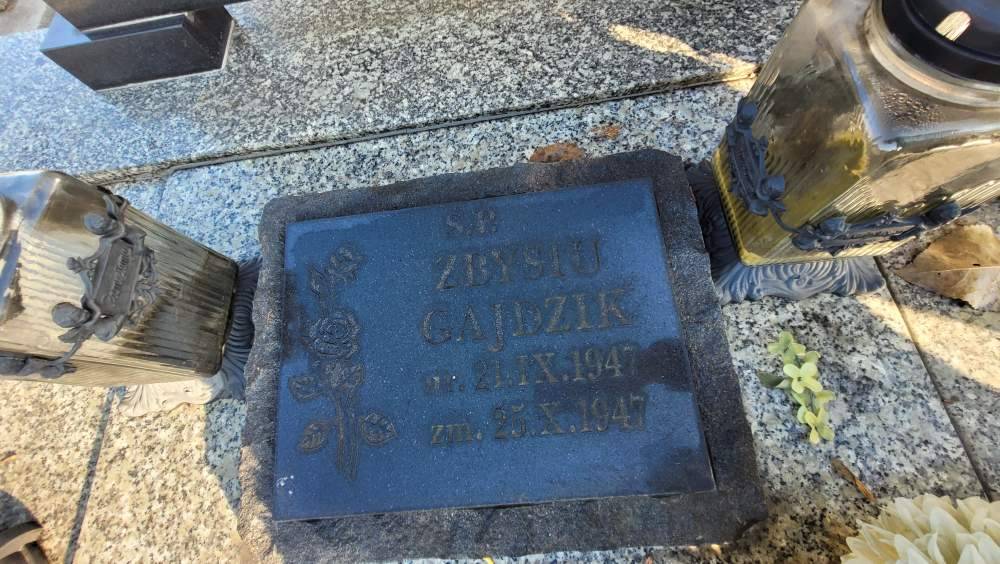 Ś.P.
ZBYSIU
GAJDZIK
ur. 21.IX.1947
zm. 25.X.1947